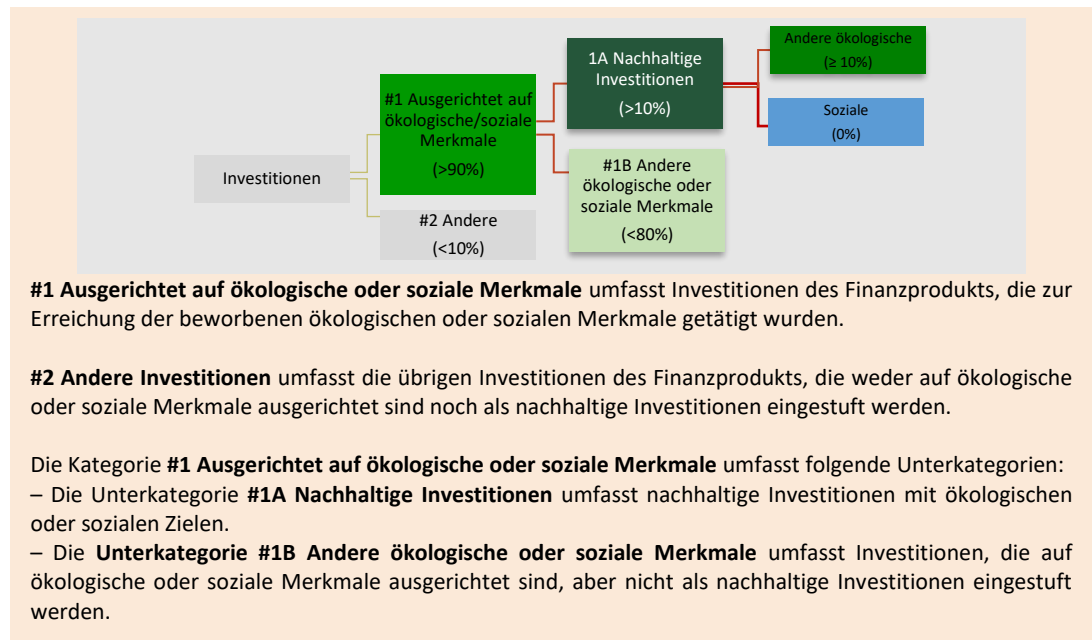 Investitionen
#1 Ausgerichtet auf
ökologische/soziale
Merkmale
(>90%)
#2 Andere
(<10%)
1A Nachhaltige
Investitionen
(>10%)
#1B Andere
ökologische oder
soziale Merkmale
(<80%)
Andere ökologische
(≥ 10%)
Soziale
(0%)
#1 Ausgerichtet auf ökologische oder soziale Merkmale umfasst Investitionen des Finanzprodukts, die zur
Erreichung der beworbenen ökologischen oder sozialen Merkmale getätigt wurden.
#2 Andere Investitionen umfasst die übrigen Investitionen des Finanzprodukts, die weder auf ökologische
oder soziale Merkmale ausgerichtet sind noch als nachhaltige Investitionen eingestuft werden.
Die Kategorie #1 Ausgerichtet auf ökologische oder soziale Merkmale umfasst folgende Unterkategorien:
– Die Unterkategorie #1A Nachhaltige Investitionen umfasst nachhaltige Investitionen mit ökologischen
oder sozialen Zielen.
– Die Unterkategorie #1B Andere ökologische oder soziale Merkmale umfasst Investitionen, die auf
ökologische oder soziale Merkmale ausgerichtet sind, aber nicht als nachhaltige Investitionen eingestuft
werden.